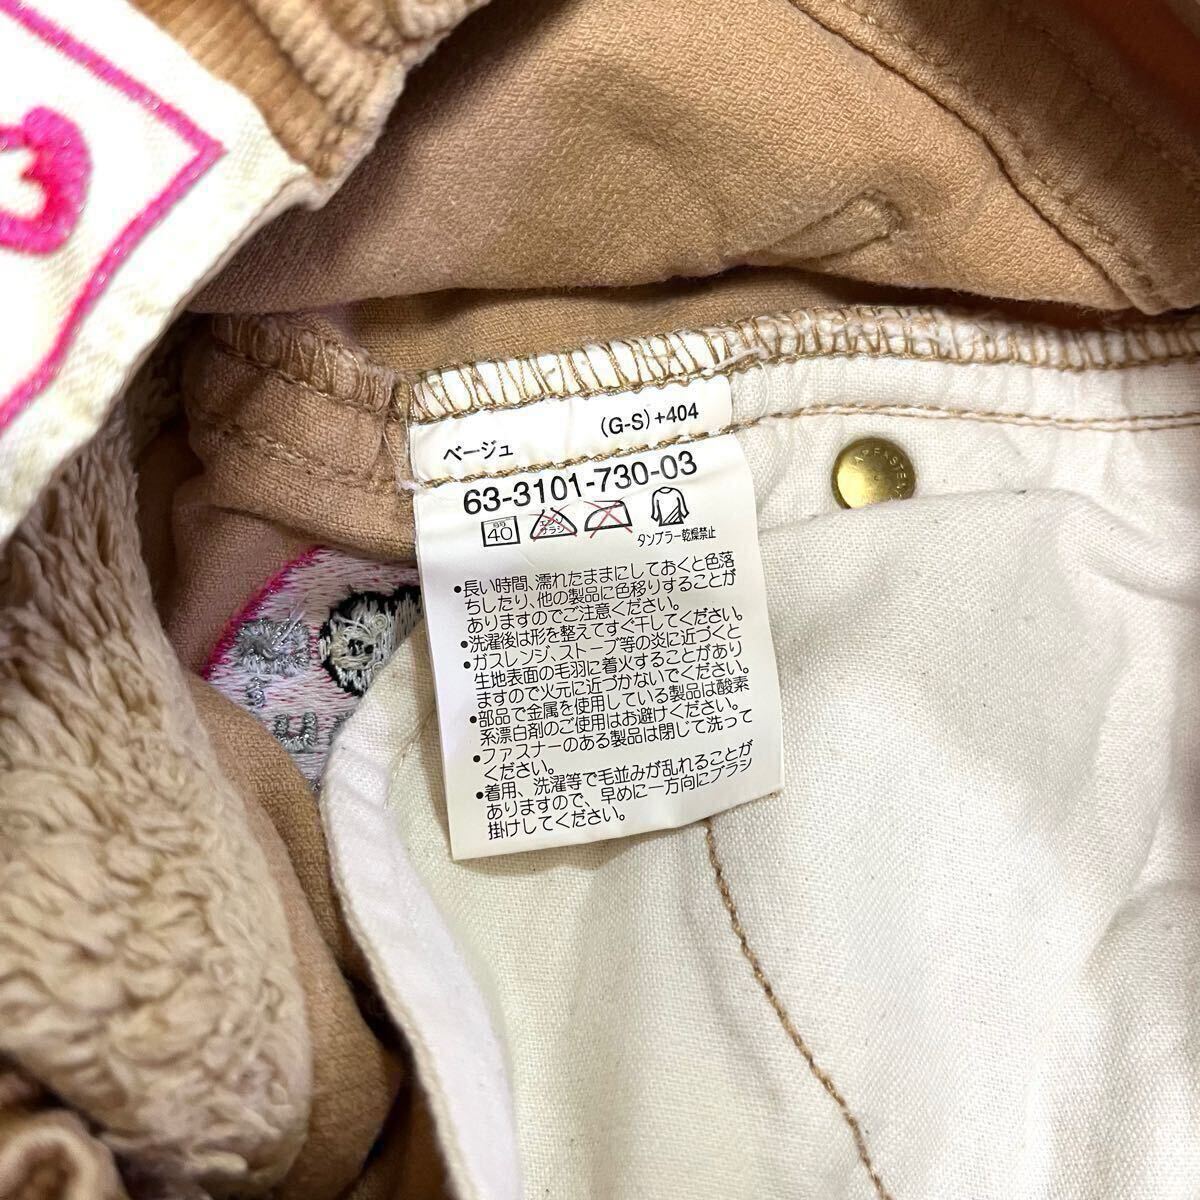 ベージュ (G-S)+404
63-3101-730-03
40
エンソ
サラシ
タンブラー乾燥禁止
•長い時間、濡れたままにしておくと色落
ちしたり、他の製品に色移りすることが
ありますのでご注意ください。
•洗濯後は形を整えてすぐ干してください。
•ガスレンジ、ストーブ等の炎に近づくと
生地表面の毛羽に着火することがあり
ますので火元に近づかないでください。
•部品で金属を使用している製品は酸素
系漂白剤のご使用はお避けください。
•ファスナーのある製品は閉じて洗って
ください。
•着用、洗濯等で毛並みが乱れることが
ありますので、早めに一方向にブラシ
掛けしてください。